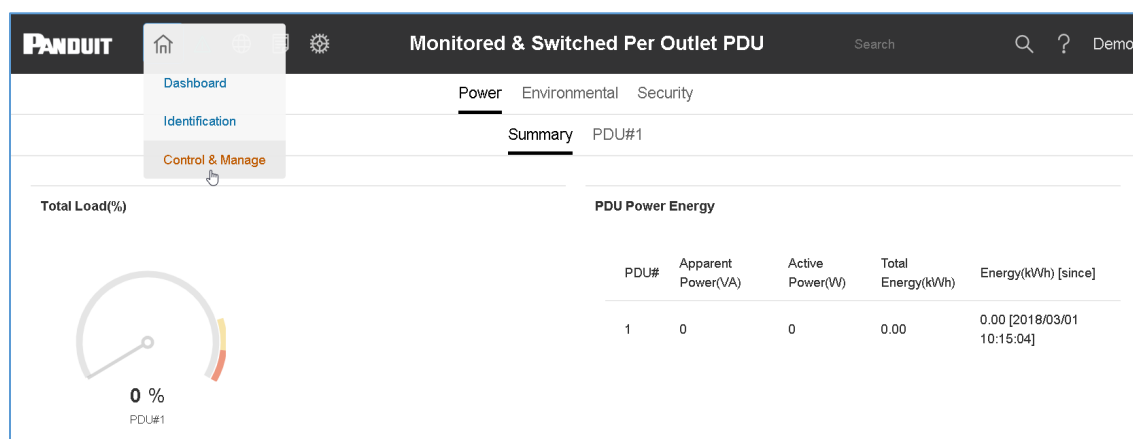 PANDUIT
Monitored & Switched Per Outlet PDU
Search
?
Demo
Dashboard
Identification
Control & Manage
Power Environmental Security
Summary PDU#1
Total Load(%)
0 %
PDU#1
PDU Power Energy
PDU# Apparent Power(VA) Active Power(W) Total Energy(kWh) Energy(kWh) [since]
1 0 0 0.00 0.00 [2018/03/01
10:15:04]